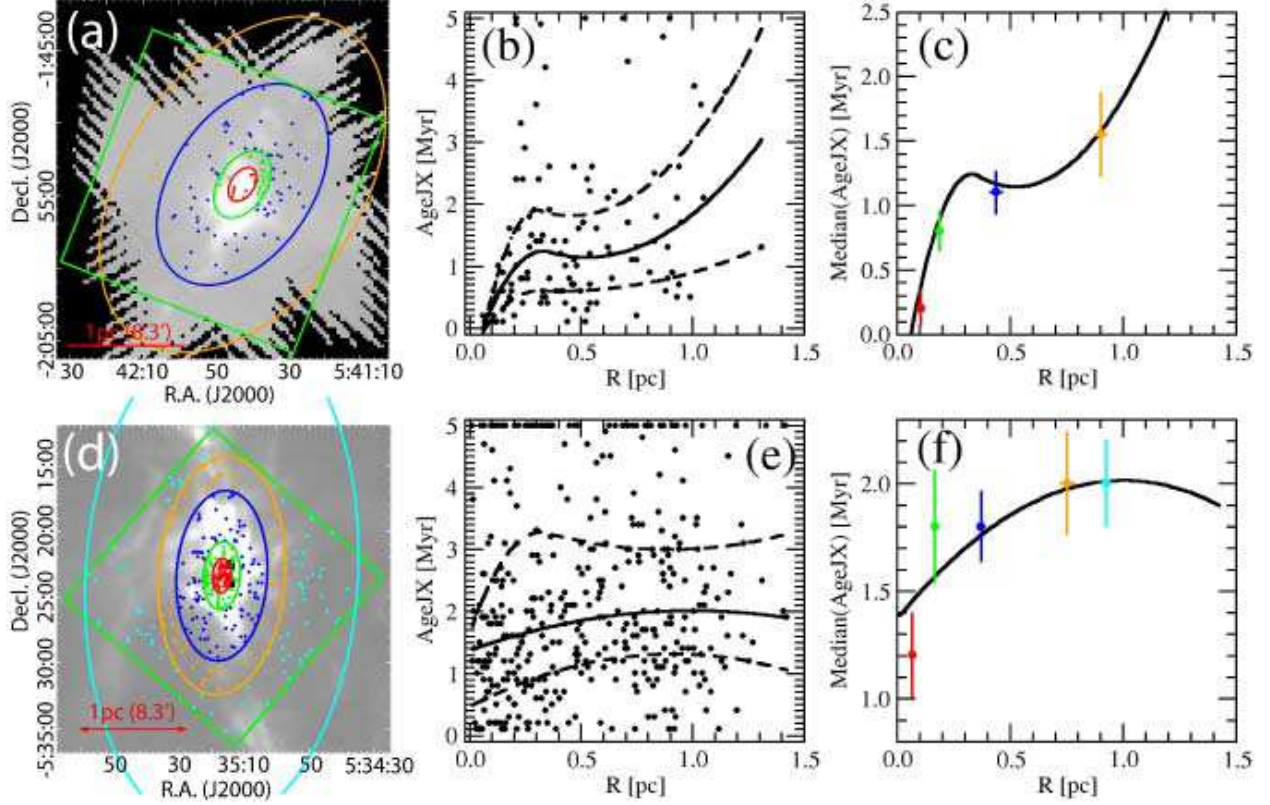 (a)
Decl. (J2000)
-1:45:00
55:00
-2:05:00
1pc (8.3')
30 42:10 50 30 5:41:10
R.A. (J2000)
(b)
AgeJX [Myr]
5
4
3
2
1
0
0.0 0.5 1.0 1.5
R [pc]
(c)
Median(AgeJX) [Myr]
2.5
2.0
1.5
1.0
0.5
0.0
0.0 0.5 1.0 1.5
R [pc]
(d)
Decl. (J2000)
15:00
20:00
25:00
30:00
-5:35:00
1pc (8.3')
50 30 35:10 50 5:34:30
R.A. (J2000)
(e)
AgeJX [Myr]
5
4
3
2
1
0
0.0 0.5 1.0 1.5
R [pc]
(f)
Median(AgeJX) [Myr]
2.0
1.5
1.0
0.0 0.5 1.0 1.5
R [pc]